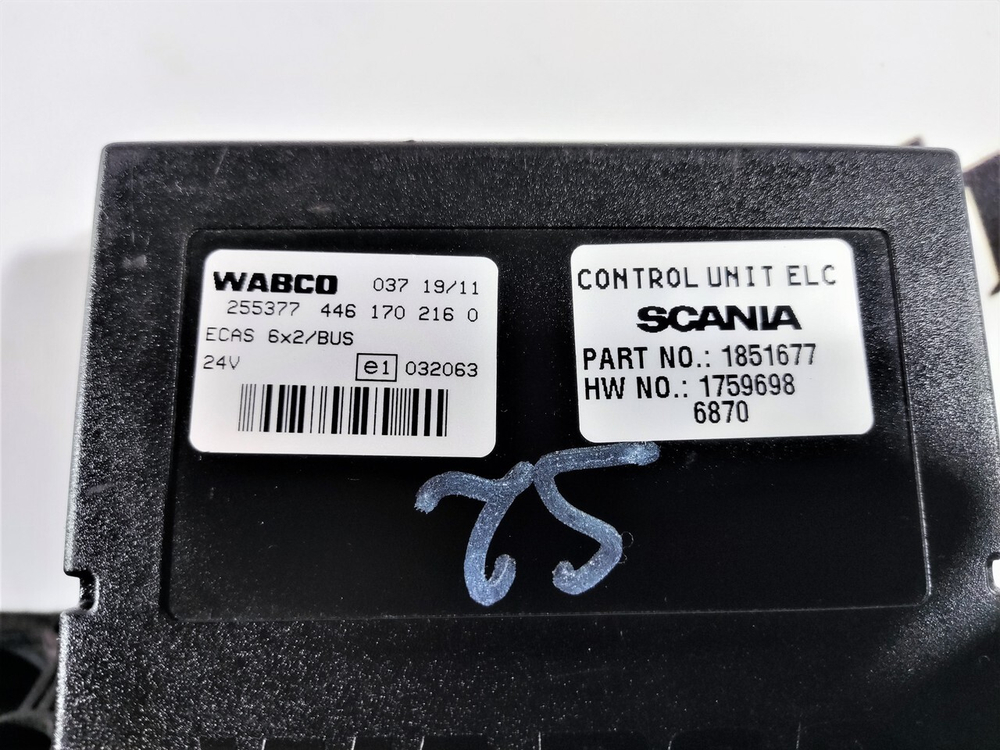 WABCO 037 19/11
255377 446 170 216 0
ECAS 6x2/BUS
24V e1 032063
CONTROL UNIT ELC
SCANIA
PART NO.: 1851677
HW NO.: 1759698
6870